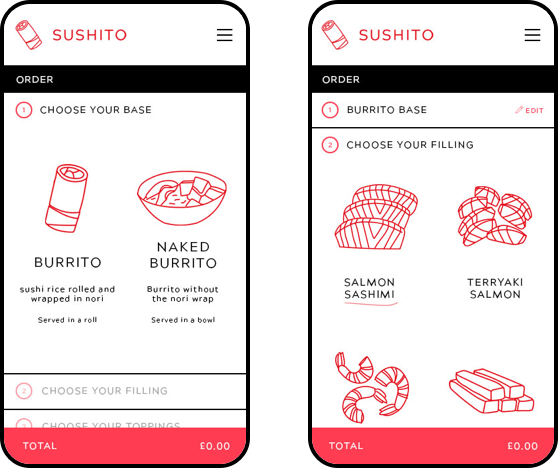 SUSHITO
ORDER
1 CHOOSE YOUR BASE
BURRITO
sushi rice rolled and
wrapped in nori
Served in a roll
NAKED
BURRITO
Burrito without
the nori wrap
Served in a bowl
2 CHOOSE YOUR FILLING
3 CHOOSE YOUR TOPPINGS
TOTAL £0.00
SUSHITO
ORDER
1 BURRITO BASE EDIT
2 CHOOSE YOUR FILLING
SALMON
SASHIMI
TERRYAKI
SALMON
TOTAL £0.00